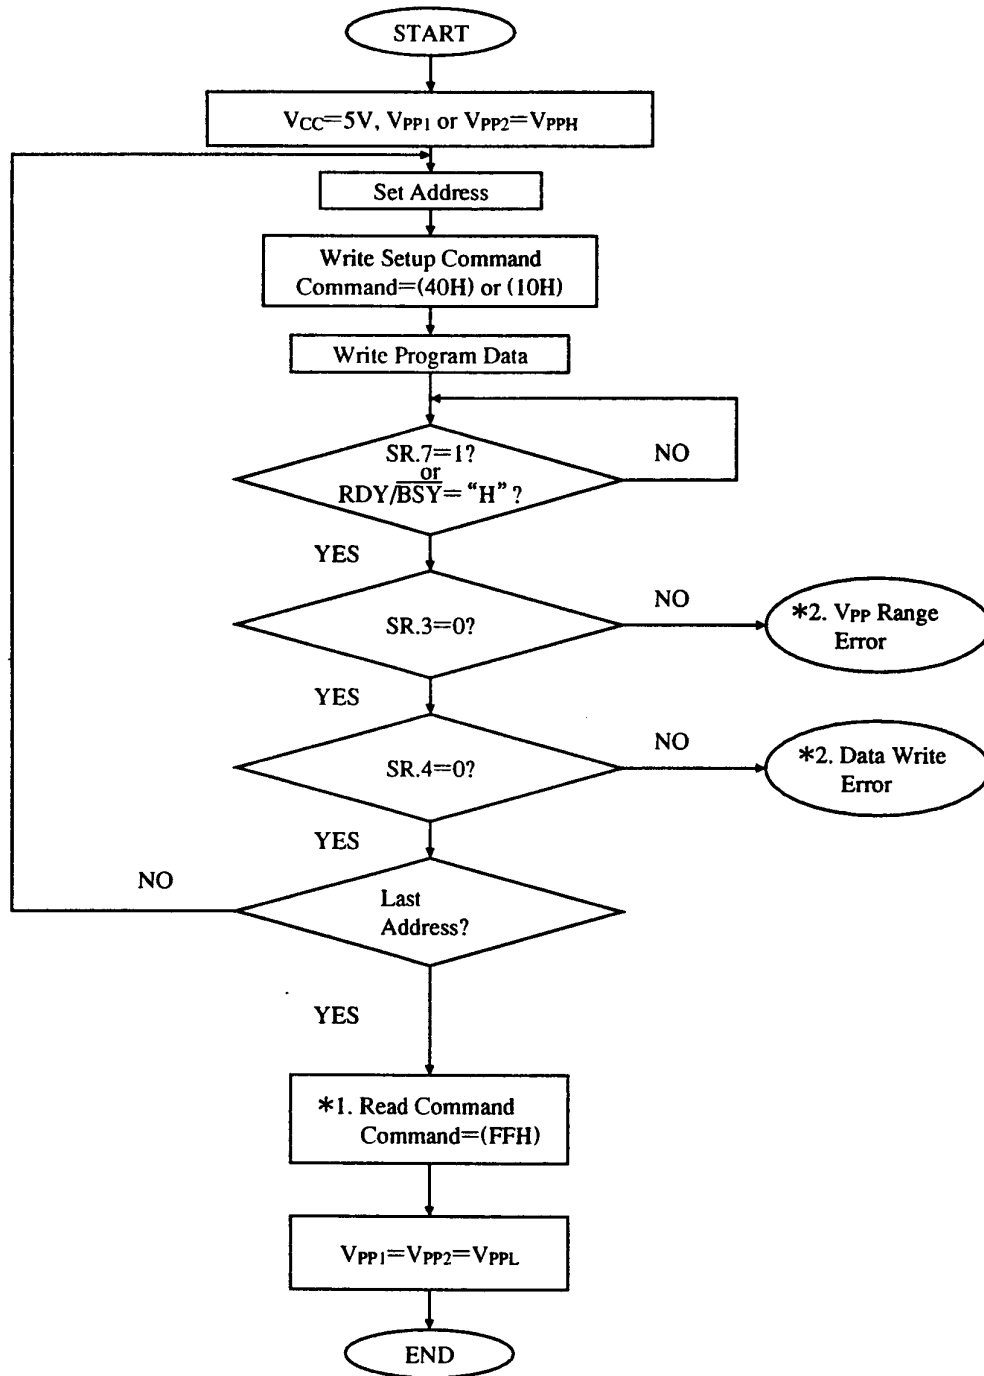 START
VCC=5V, VPP1 or VPP2=VPPH
Set Address
Write Setup Command
Command=(40H) or (10H)
Write Program Data
SR.7=1?
or
RDY/B̅S̅Y̅= “H” ?
NO
YES
SR.3=0?
NO
*2. VPP Range
Error
YES
SR.4=0?
NO
*2. Data Write
Error
YES
NO
Last
Address?
YES
*1. Read Command
Command=(FFH)
VPP1=VPP2=VPPL
END